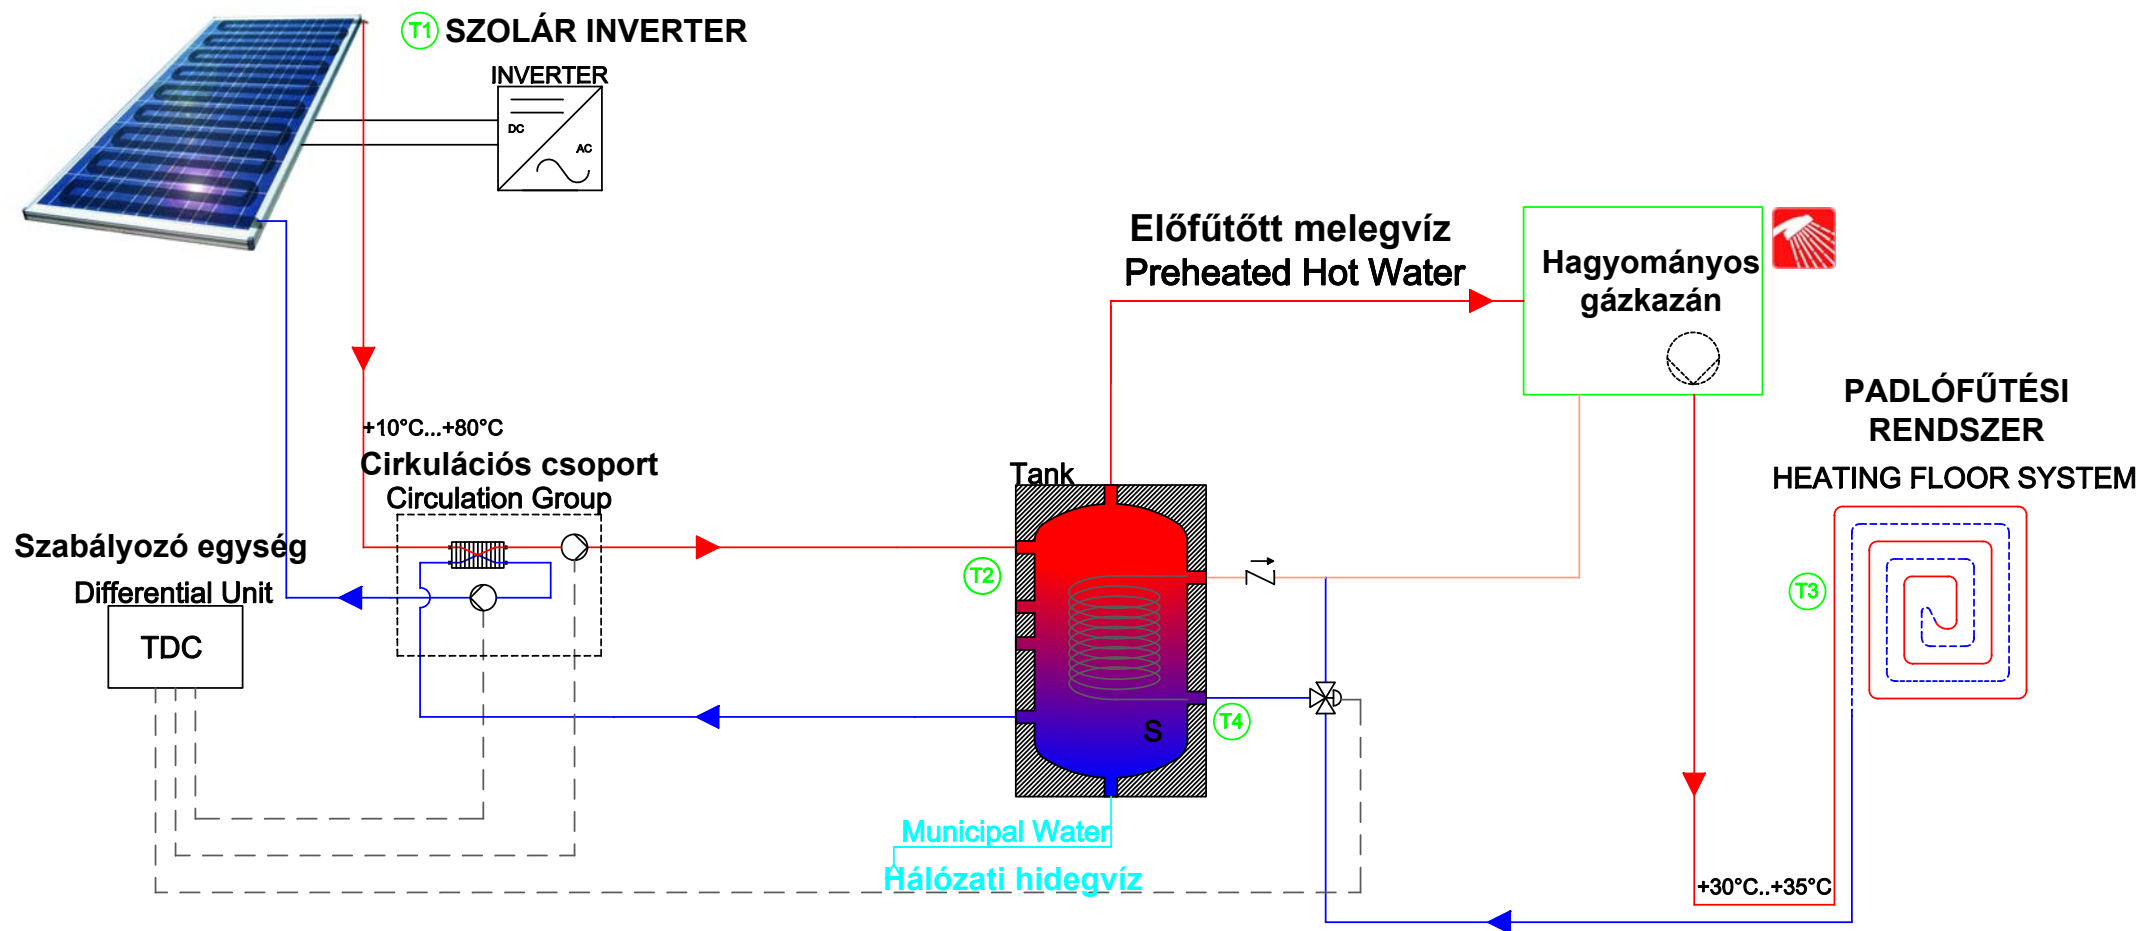 T1 SZOLÁR INVERTER
INVERTER
DC
AC
Előfűtőtt melegvíz
Preheated Hot Water
Hagyományos
gázkazán
PADLÓFŰTÉSI
RENDSZER
HEATING FLOOR SYSTEM
+10°C...+80°C
Cirkulációs csoport
Circulation Group
Tank
Szabályozó egység
Differential Unit
TDC
T2
T3
T4
S
Municipal Water
Hálózati hidegvíz
+30°C..+35°C